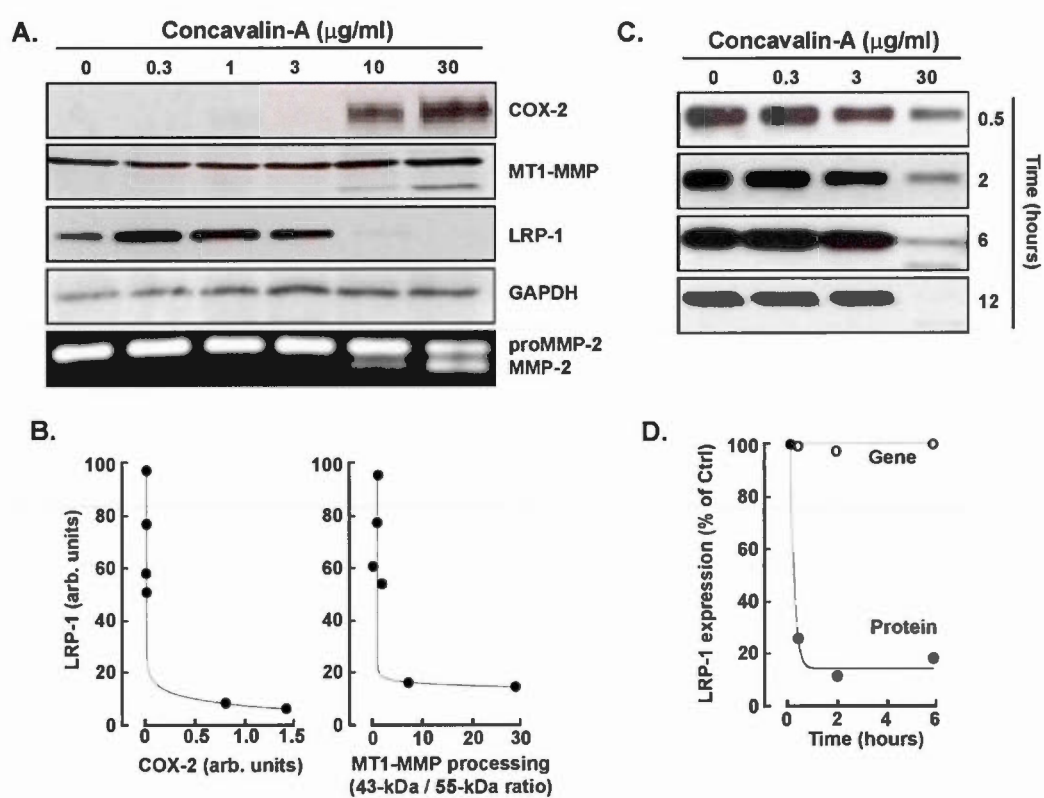 A.
Concavalin-A (μg/ml)
0 0.3 1 3 10 30
COX-2
MT1-MMP
LRP-1
GAPDH
proMMP-2
MMP-2
C.
Concavalin-A (μg/ml)
0 0.3 3 30
0.5
2
6
12
Time (hours)
B.
LRP-1 (arb. units)
100
80
60
40
20
0
0 0.5 1.0 1.5
COX-2 (arb. units)
100
80
60
40
20
0
0 10 20 30
MT1-MMP processing
(43-kDa / 55-kDa ratio)
D.
LRP-1 expression (% of Ctrl)
100
80
60
40
20
0
Gene
Protein
0 2 4 6
Time (hours)